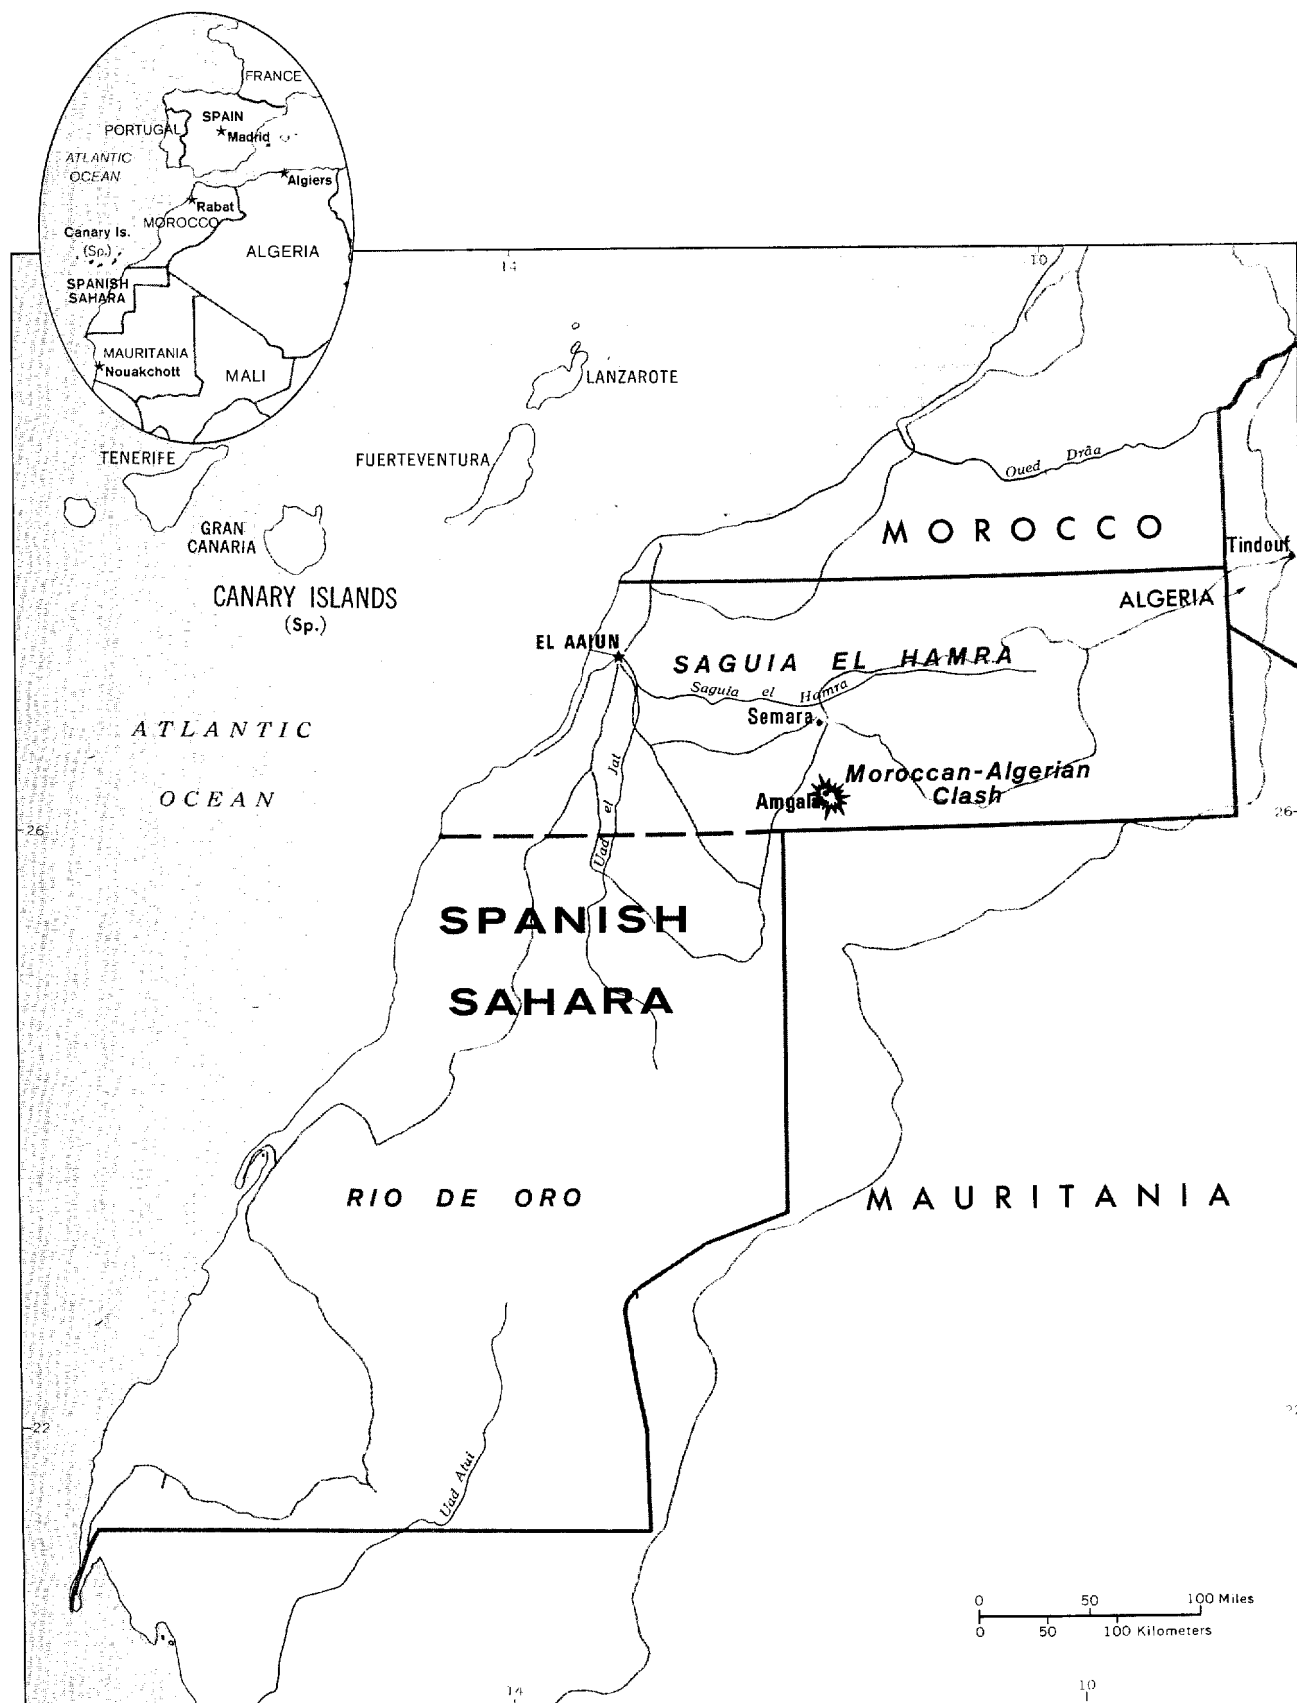 FRANCE
SPAIN
PORTUGAL
Madrid
ATLANTIC
OCEAN
Algiers
Rabat
MOROCCO
Canary Is.
(Sp.)
ALGERIA
SPANISH
SAHARA
MAURITANIA
Nouakchott
MALI
14
10
LANZAROTE
TENERIFE
FUERTEVENTURA
Oued Drâa
GRAN
CANARIA
MOROCCO
Tindouf
CANARY ISLANDS
(Sp.)
ALGERIA
EL AAIUN
SAGUIA EL HAMRA
Saguia el Hamra
Semara
ATLANTIC
OCEAN
Uad el Jat
Moroccan-Algerian
Clash
Amgala
26
26
SPANISH
SAHARA
RIO DE ORO
MAURITANIA
22
Uad Atui
0 50 100 Miles
0 50 100 Kilometers
14
10